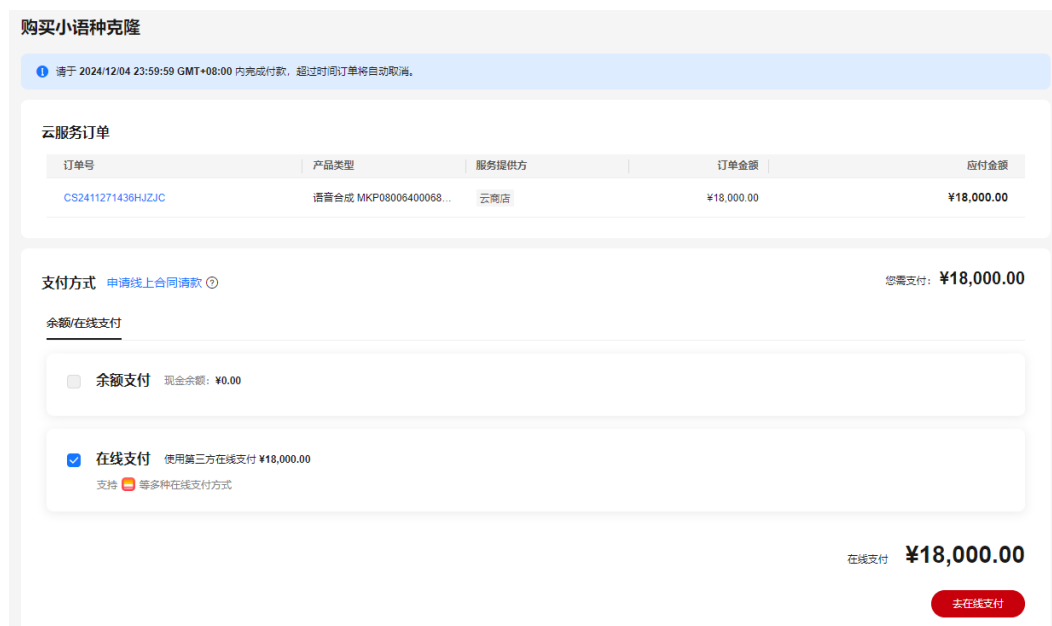 购买小语种克隆
请于 2024/12/04 23:59:59 GMT+08:00 内完成付款，超过时间订单将自动取消。
云服务订单
订单号 产品类型 服务提供方 订单金额 应付金额
CS2411271436HJZJC 语音合成 MKP08006400068... 云商店 ¥18,000.00 ¥18,000.00
支付方式 申请线上合同请款 您需支付： ¥18,000.00
余额/在线支付
余额支付 现金余额：¥0.00
在线支付 使用第三方在线支付 ¥18,000.00
支持 等多种在线支付方式
在线支付 ¥18,000.00
去在线支付